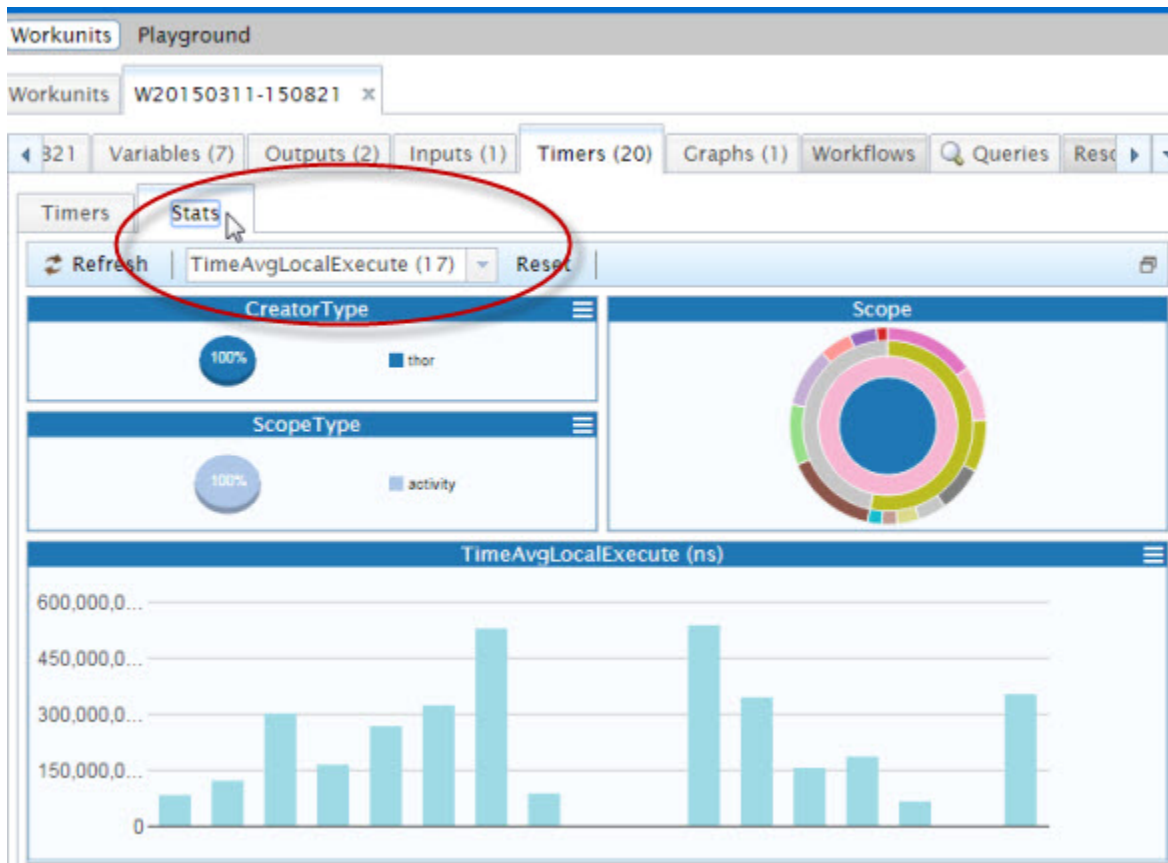 Workunits Playground
Workunits W20150311-150821 ×
321 Variables (7) Outputs (2) Inputs (1) Timers (20) Graphs (1) Workflows Queries Resc
Timers Stats
Refresh TimeAvgLocalExecute (17) Reset
CreatorType
100% thor
ScopeType
100% activity
Scope
TimeAvgLocalExecute (ns)
600,000,0...
450,000,0...
300,000,0...
150,000,0...
0